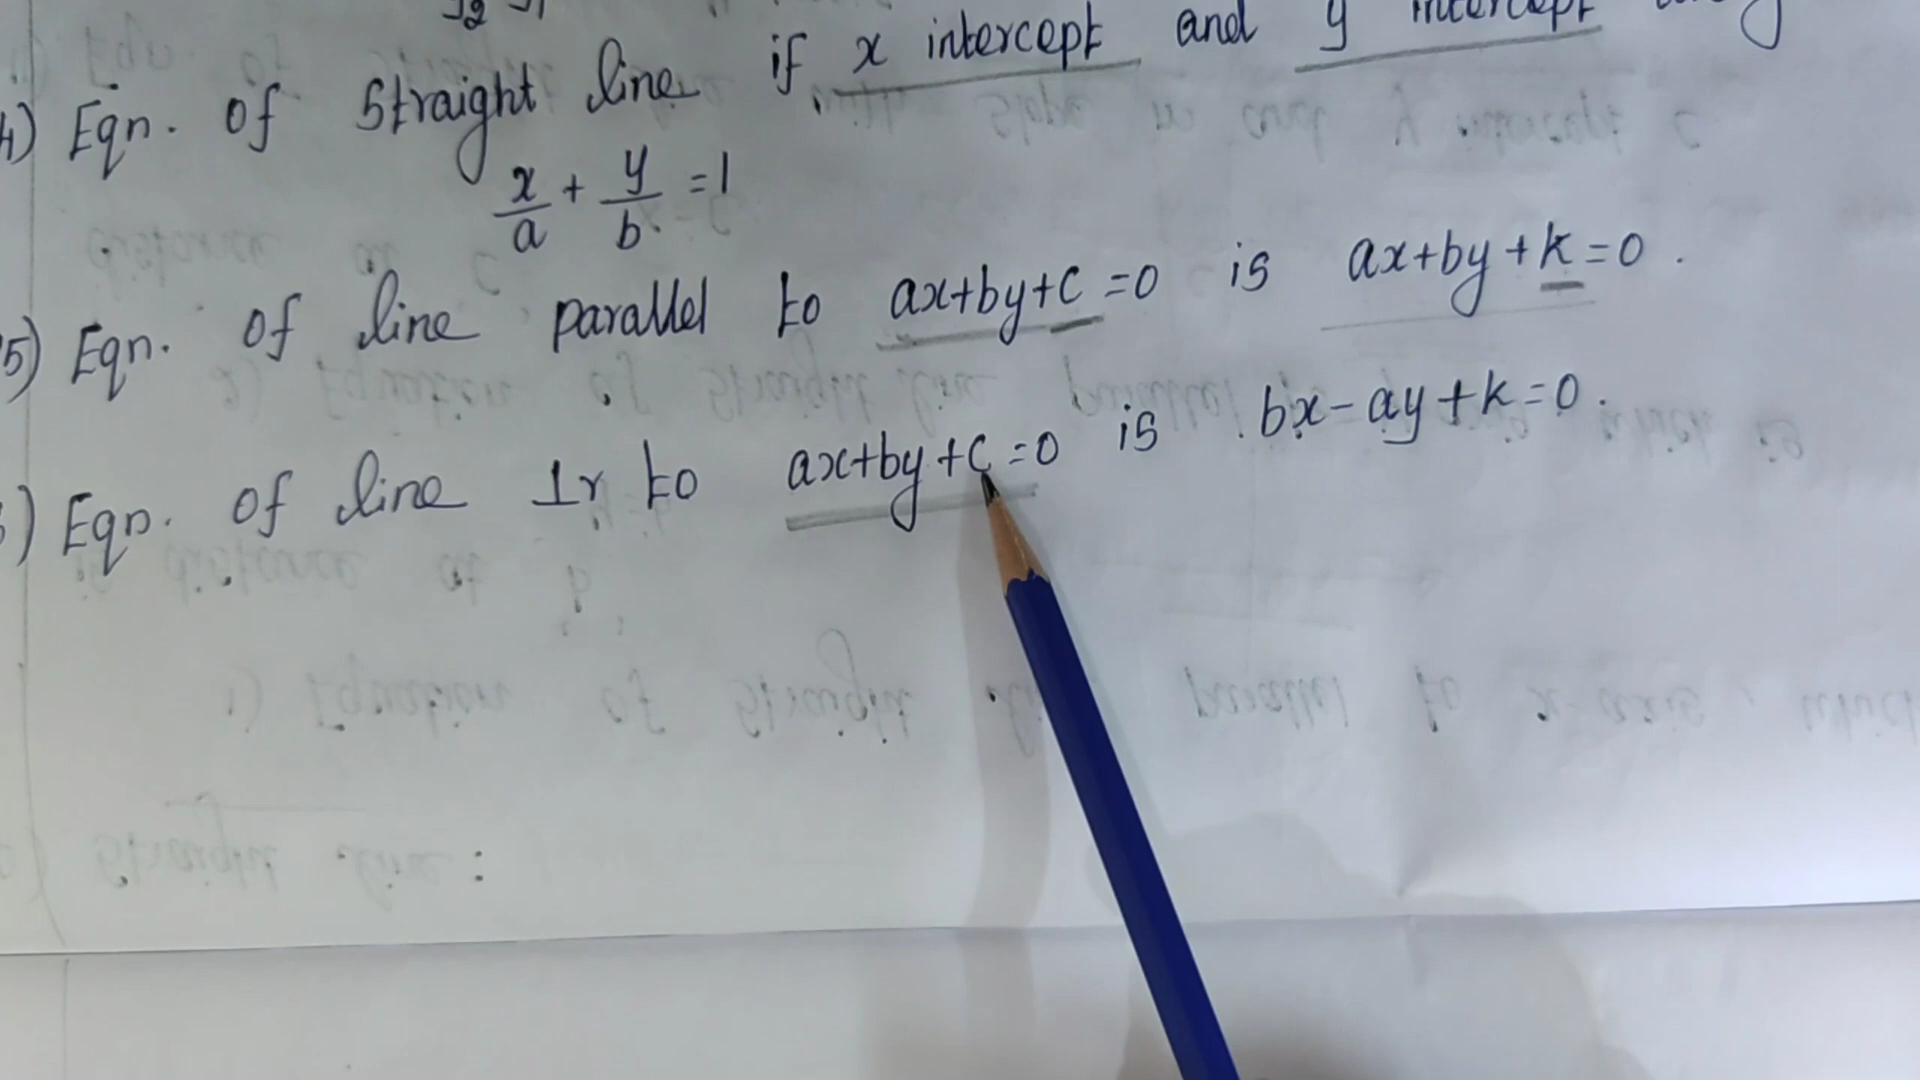 4) Eqn. of straight line if x intercept and y intercept
x/a + y/b = 1
5) Eqn. of line parallel to ax+by+c=0 is ax+by+k=0.
) Eqn. of line ⊥r to ax+by+c=0 is bx-ay+k=0.